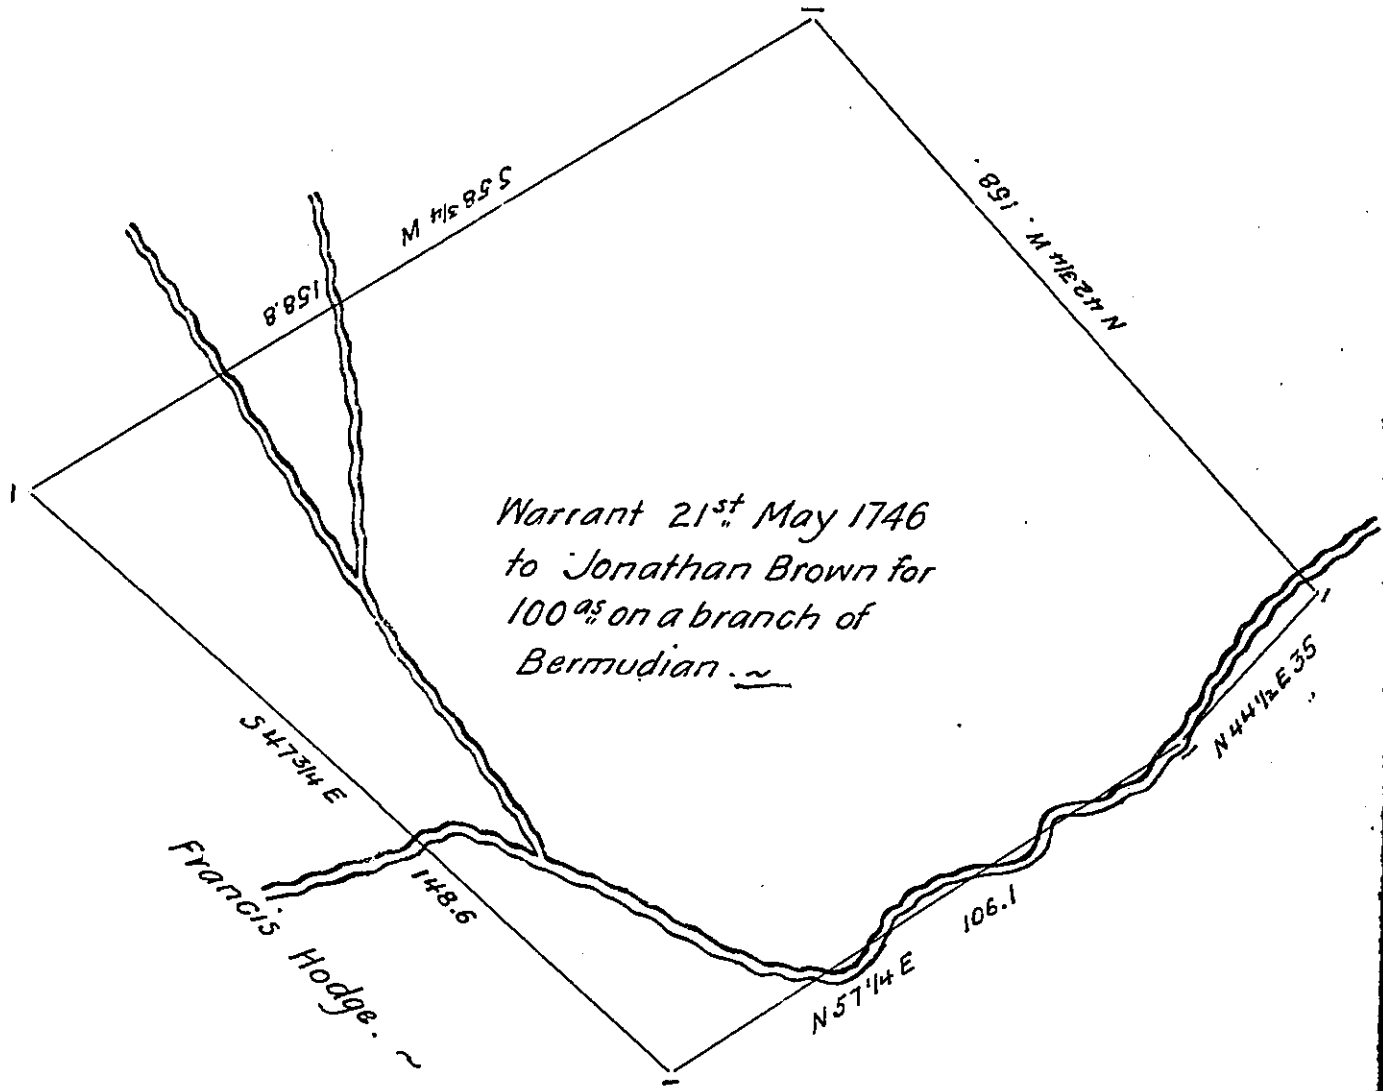 S 58 3/4 W
158.8
N 42 3/4 W. 158.
Warrant 21st May 1746
to Jonathan Brown for
100 as on a branch of
Bermudian. ~
S 47 3/4 E
148.6
Francis Hodge. ~
N 57 1/4 E
106.1
N 44 1/2 E 35